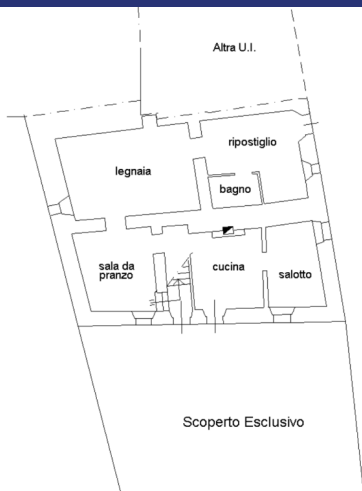 Altra U.I.
ripostiglio
legnaia
bagno
sala da
pranzo
cucina
salotto
Scoperto Esclusivo